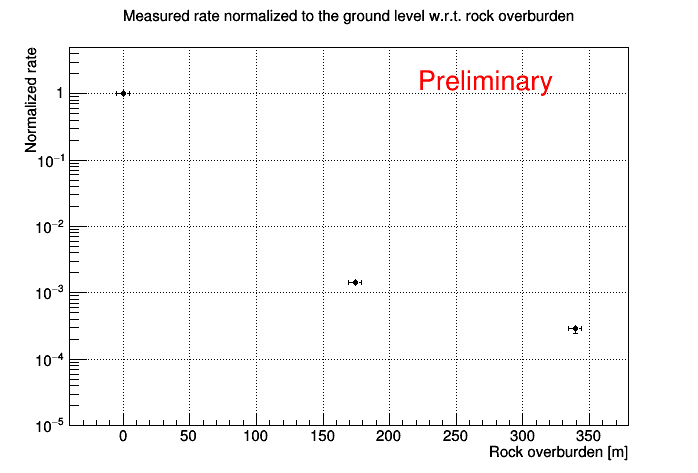 Measured rate normalized to the ground level w.r.t. rock overburden
Normalized rate
Preliminary
1
10⁻¹
10⁻²
10⁻³
10⁻⁴
10⁻⁵
0 50 100 150 200 250 300 350
Rock overburden [m]